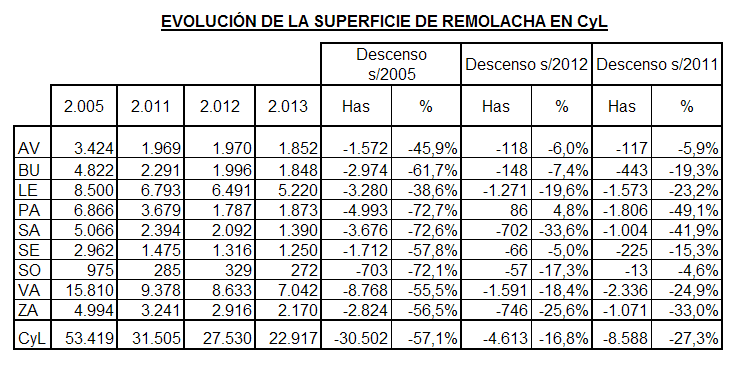 EVOLUCIÓN DE LA SUPERFICIE DE REMOLACHA EN CyL
Descenso s/2005 Descenso s/2012 Descenso s/2011
2.005 2.011 2.012 2.013 Has % Has % Has %
AV 3.424 1.969 1.970 1.852 -1.572 -45,9% -118 -6,0% -117 -5,9%
BU 4.822 2.291 1.996 1.848 -2.974 -61,7% -148 -7,4% -443 -19,3%
LE 8.500 6.793 6.491 5.220 -3.280 -38,6% -1.271 -19,6% -1.573 -23,2%
PA 6.866 3.679 1.787 1.873 -4.993 -72,7% 86 4,8% -1.806 -49,1%
SA 5.066 2.394 2.092 1.390 -3.676 -72,6% -702 -33,6% -1.004 -41,9%
SE 2.962 1.475 1.316 1.250 -1.712 -57,8% -66 -5,0% -225 -15,3%
SO 975 285 329 272 -703 -72,1% -57 -17,3% -13 -4,6%
VA 15.810 9.378 8.633 7.042 -8.768 -55,5% -1.591 -18,4% -2.336 -24,9%
ZA 4.994 3.241 2.916 2.170 -2.824 -56,5% -746 -25,6% -1.071 -33,0%
CyL 53.419 31.505 27.530 22.917 -30.502 -57,1% -4.613 -16,8% -8.588 -27,3%